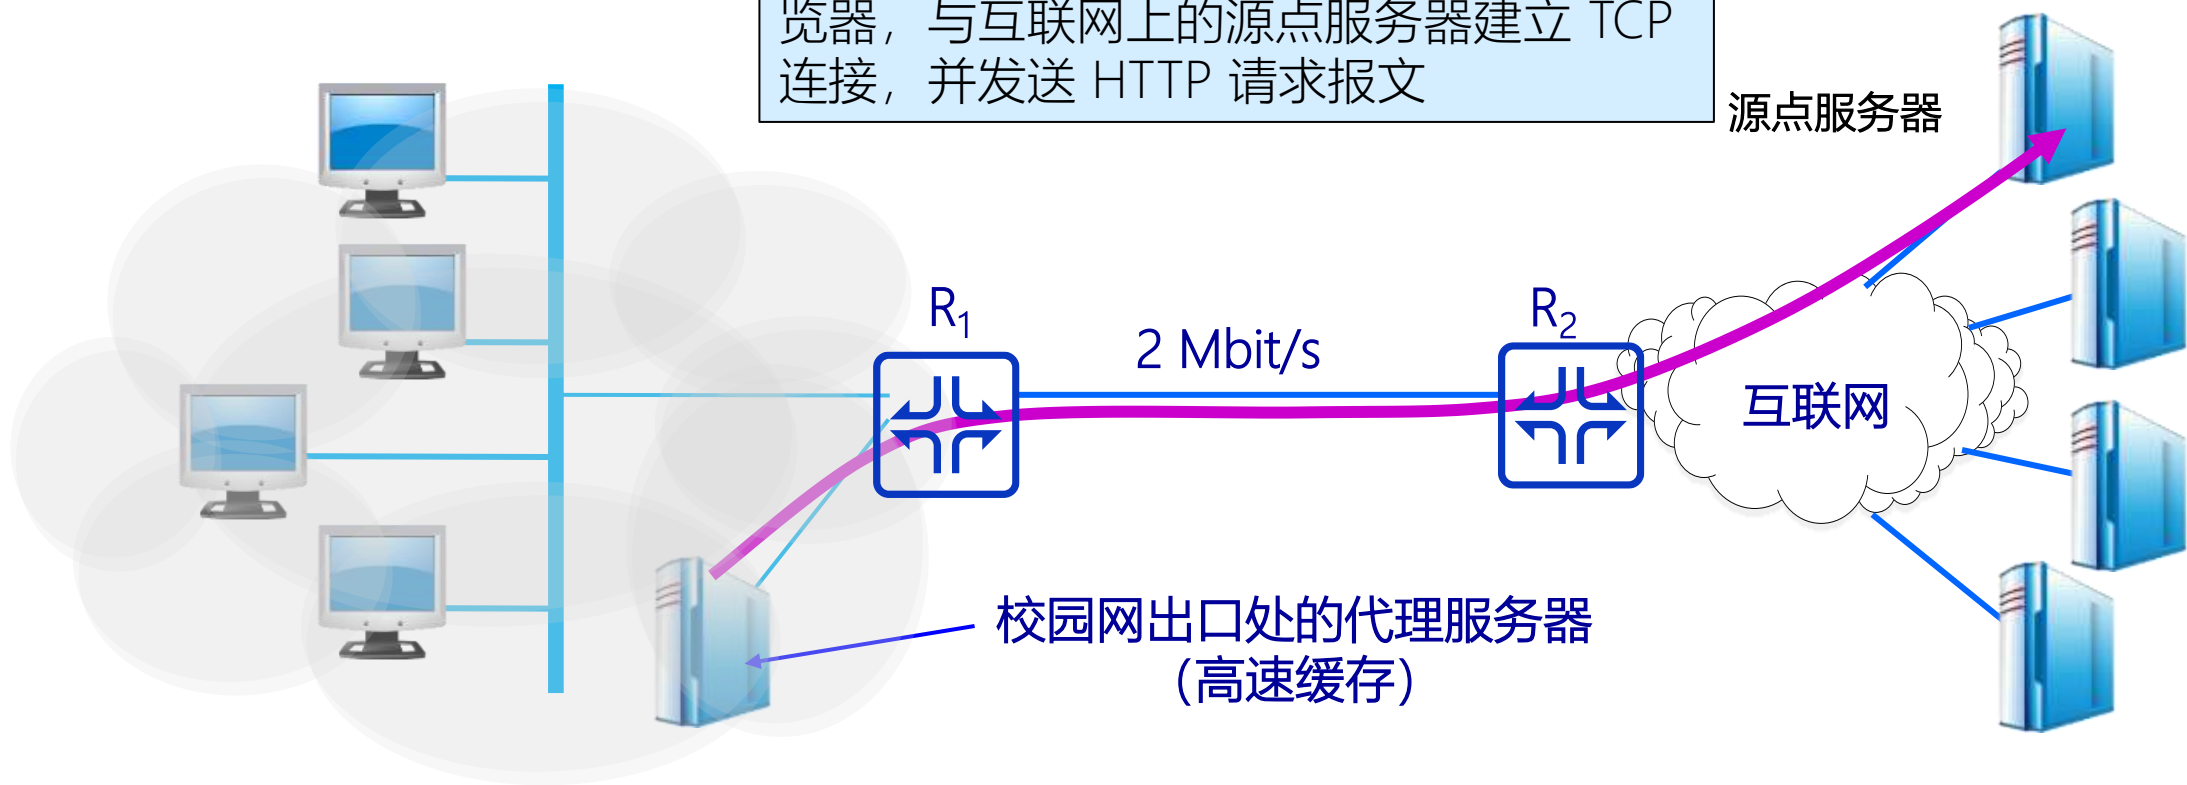 览器，与互联网上的源点服务器建立 TCP
连接，并发送 HTTP 请求报文
源点服务器
R1
2 Mbit/s
R2
互联网
校园网出口处的代理服务器
（高速缓存）